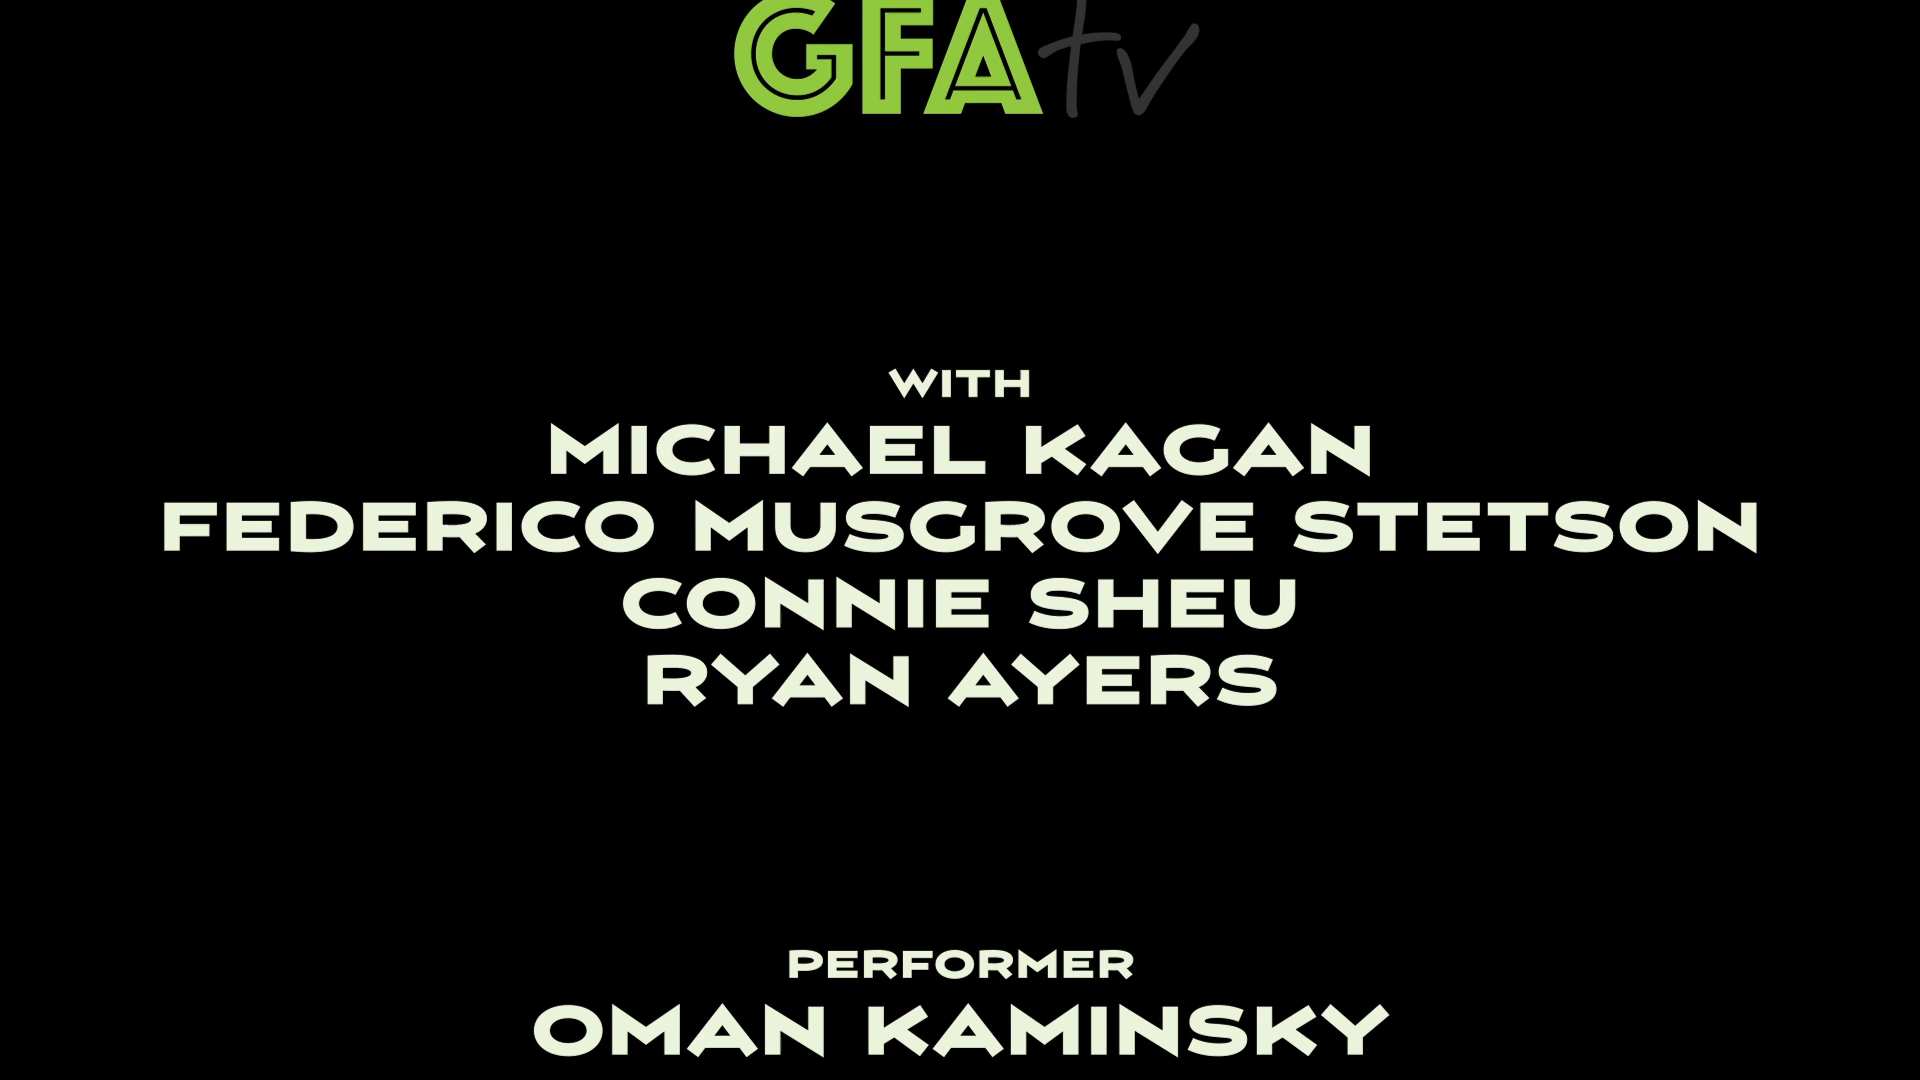 GFAtv
WITH
MICHAEL KAGAN
FEDERICO MUSGROVE STETSON
CONNIE SHEU
RYAN AYERS
PERFORMER
OMAN KAMINSKY